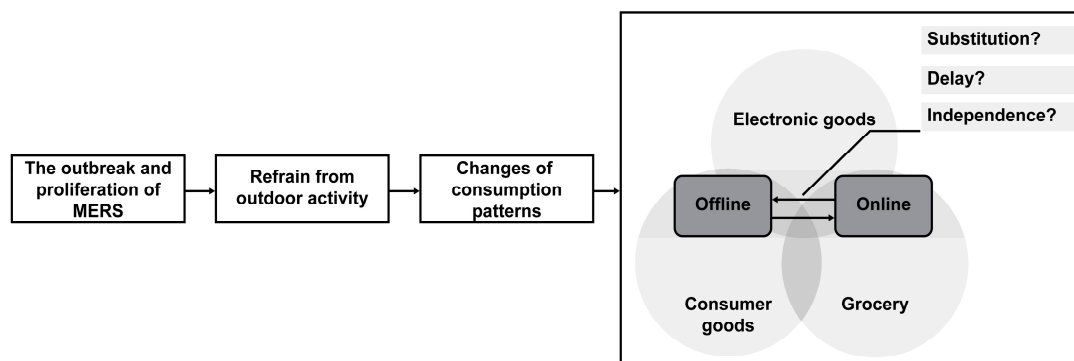 The outbreak and
proliferation of
MERS
Refrain from
outdoor activity
Changes of
consumption
patterns
Substitution?
Delay?
Independence?
Electronic goods
Offline
Online
Consumer
goods
Grocery